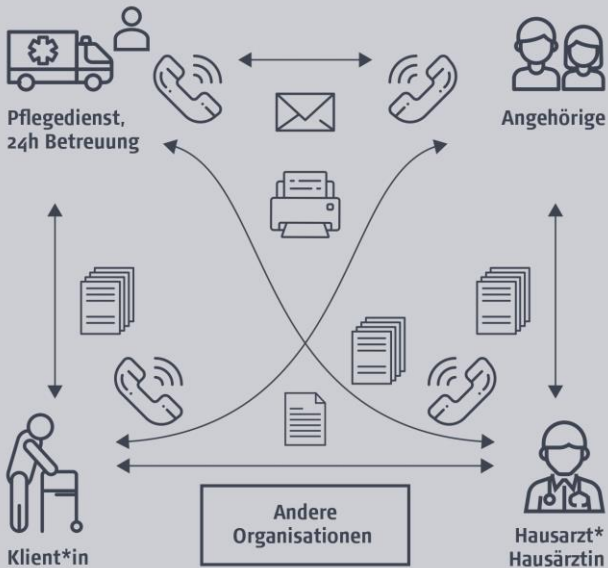 Pflegedienst,
24h Betreuung
Angehörige
Andere
Organisationen
Klient*in
Hausarzt*
Hausärztin